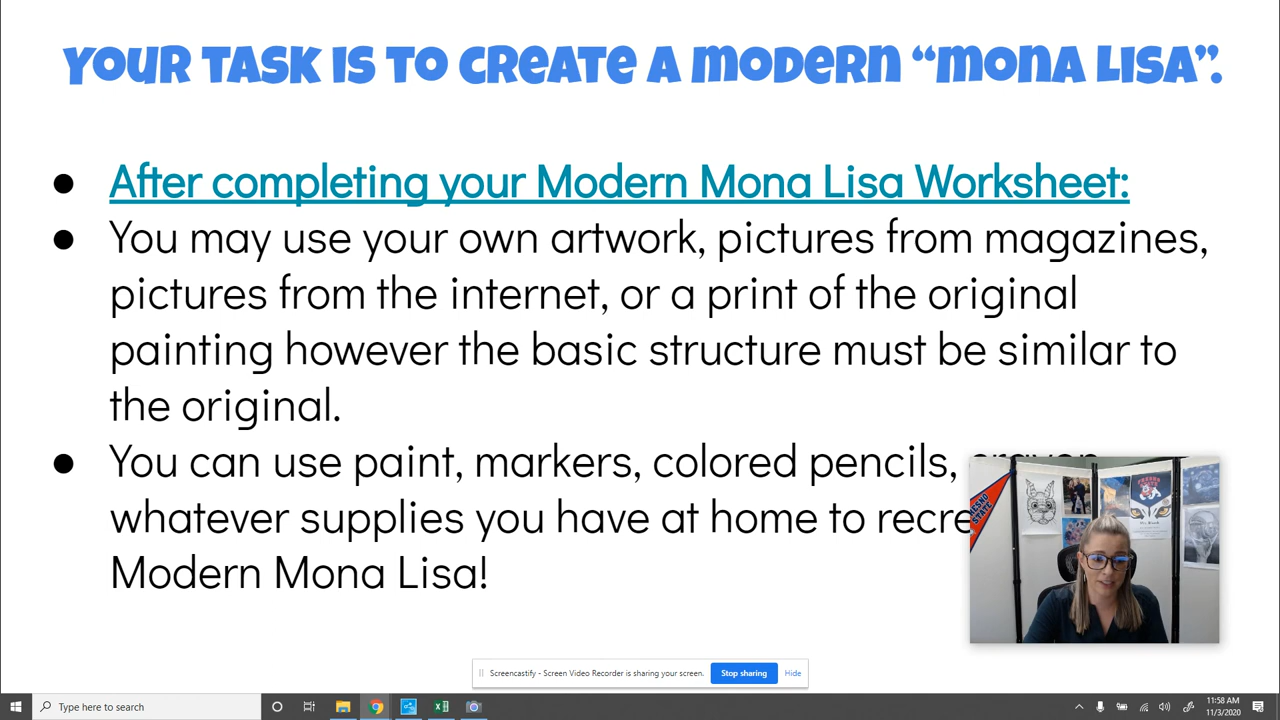 Your task is to create a modern “mona Lisa”.
● After completing your Modern Mona Lisa Worksheet:
● You may use your own artwork, pictures from magazines,
pictures from the internet, or a print of the original
painting however the basic structure must be similar to
the original.
● You can use paint, markers, colored pencils,
whatever supplies you have at home to
Modern Mona Lisa!
FRESNO
STATE
Screencastify - Screen Video Recorder is sharing your screen.
Stop sharing
Hide
Type here to search
11:58 AM
11/3/2020